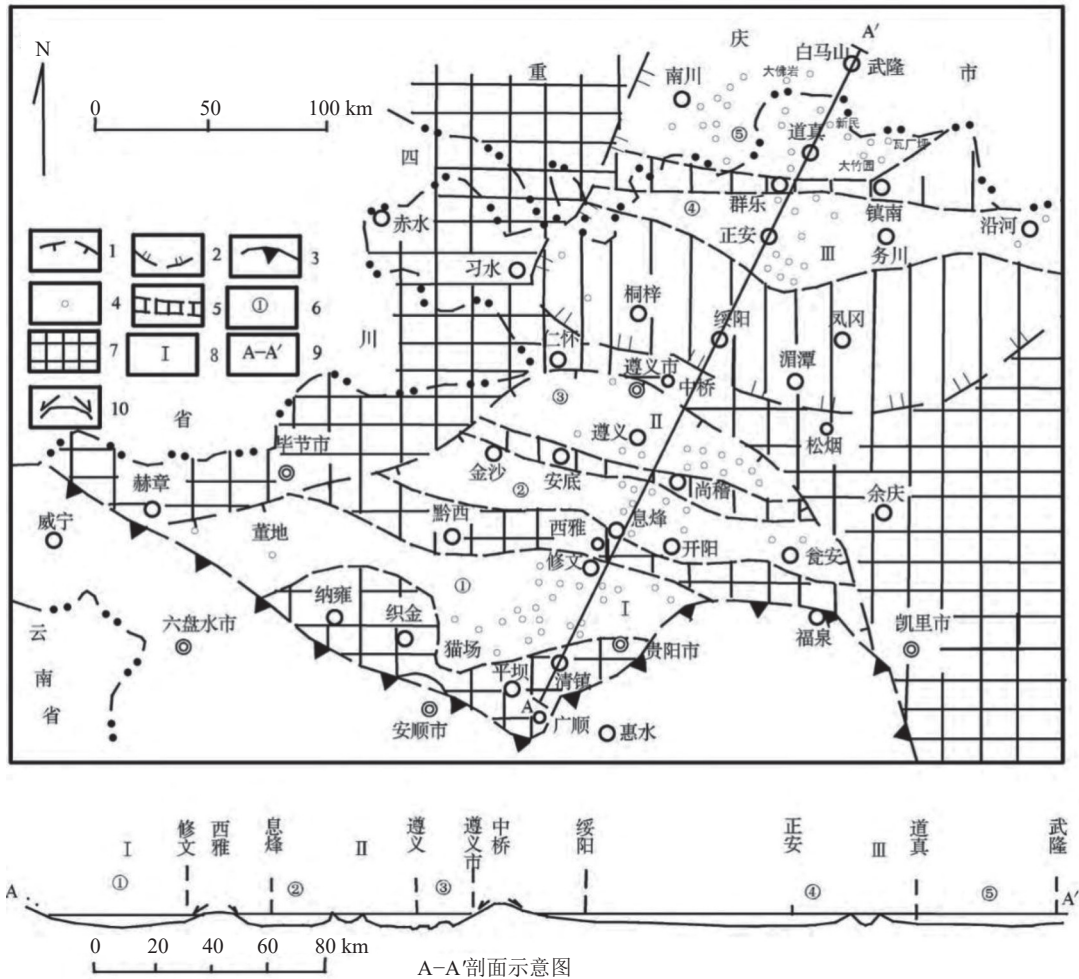 N
0 50 100 km
A′
庆
白马山
武隆
市
重
南川
大佛岩
⑤
道真
新民
瓦厂坪
大竹园
四
赤水
群乐
镇南
④
正安
Ⅲ
务川
沿河
习水
桐梓
绥阳
凤冈
湄潭
川
仁怀
遵义市
中桥
③
Ⅱ
遵义
松烟
省
毕节市
金沙
安底
②
尚稽
余庆
赫章
威宁
董地
黔西
西雅
息烽
开阳
瓮安
修文
①
Ⅰ
纳雍
织金
猫场
贵阳市
福泉
凯里市
云
南
省
六盘水市
平坝
清镇
A
广顺
安顺市
惠水
1
2
3
4
5
① 6
7
Ⅰ 8
A–A′ 9
10
修文
西雅
息烽
遵义
遵义市
中桥
绥阳
正安
道真
武隆
Ⅰ
Ⅱ
Ⅲ
A
①
②
③
④
⑤
A′
0 20 40 60 80 km
A–A′剖面示意图